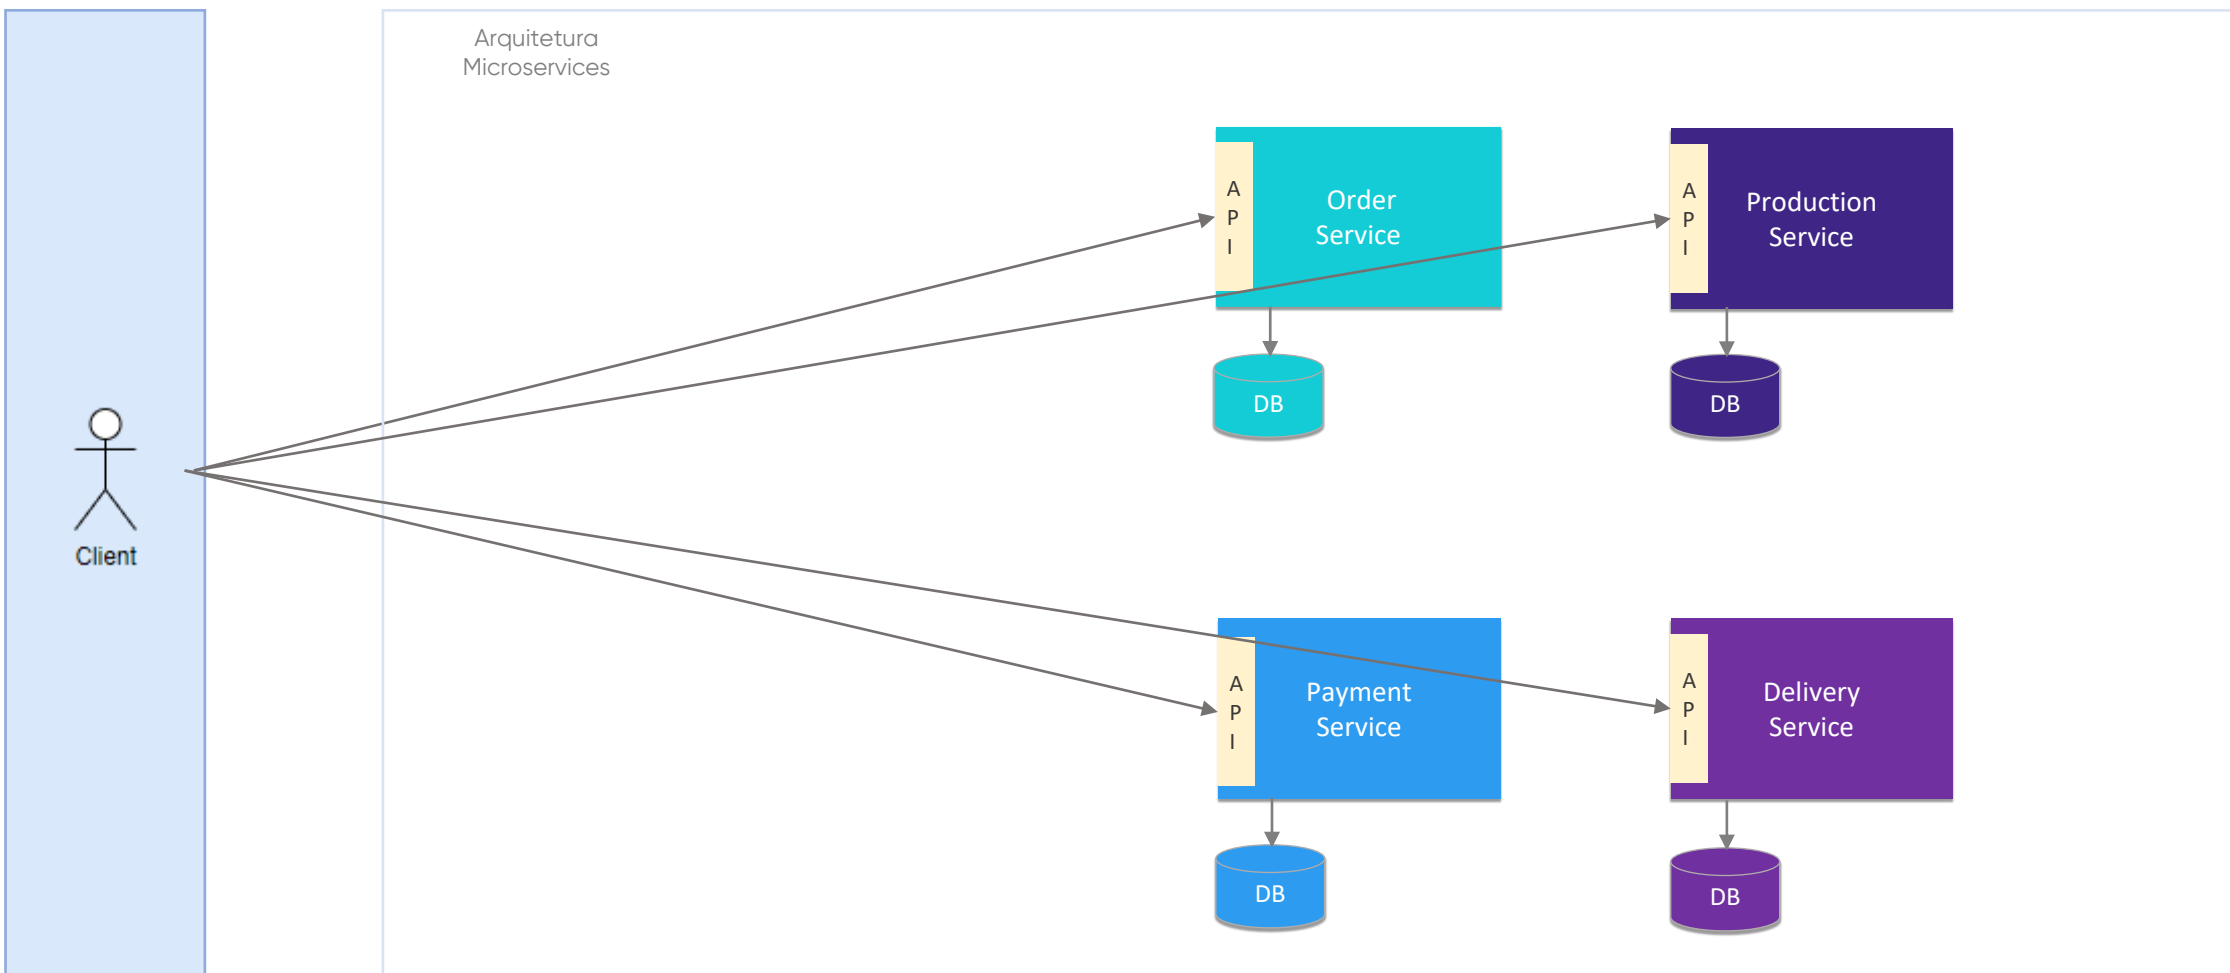 Arquitetura
Microservices
A
P
I
Order
Service
DB
A
P
I
Production
Service
DB
Client
A
P
I
Payment
Service
DB
A
P
I
Delivery
Service
DB